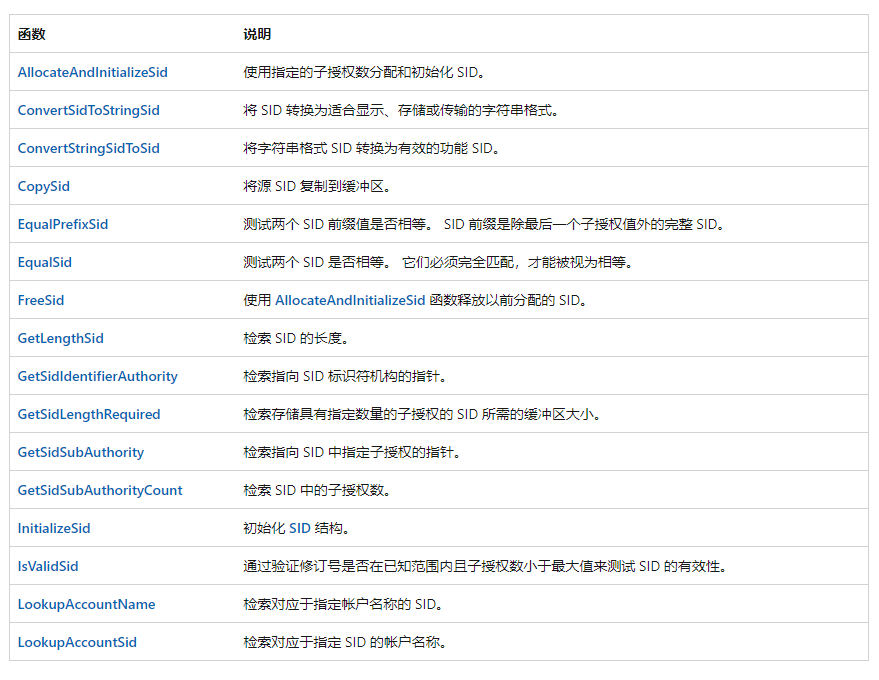 函数 说明
AllocateAndInitializeSid 使用指定的子授权数分配和初始化 SID。
ConvertSidToStringSid 将 SID 转换为适合显示、存储或传输的字符串格式。
ConvertStringSidToSid 将字符串格式 SID 转换为有效的功能 SID。
CopySid 将源 SID 复制到缓冲区。
EqualPrefixSid 测试两个 SID 前缀值是否相等。 SID 前缀是除最后一个子授权值外的完整 SID。
EqualSid 测试两个 SID 是否相等。 它们必须完全匹配，才能被视为相等。
FreeSid 使用 AllocateAndInitializeSid 函数释放以前分配的 SID。
GetLengthSid 检索 SID 的长度。
GetSidIdentifierAuthority 检索指向 SID 标识符机构的指针。
GetSidLengthRequired 检索存储具有指定数量的子授权的 SID 所需的缓冲区大小。
GetSidSubAuthority 检索指向 SID 中指定子授权的指针。
GetSidSubAuthorityCount 检索 SID 中的子授权数。
InitializeSid 初始化 SID 结构。
IsValidSid 通过验证修订号是否在已知范围内且子授权数小于最大值来测试 SID 的有效性。
LookupAccountName 检索对应于指定帐户名称的 SID。
LookupAccountSid 检索对应于指定 SID 的帐户名称。